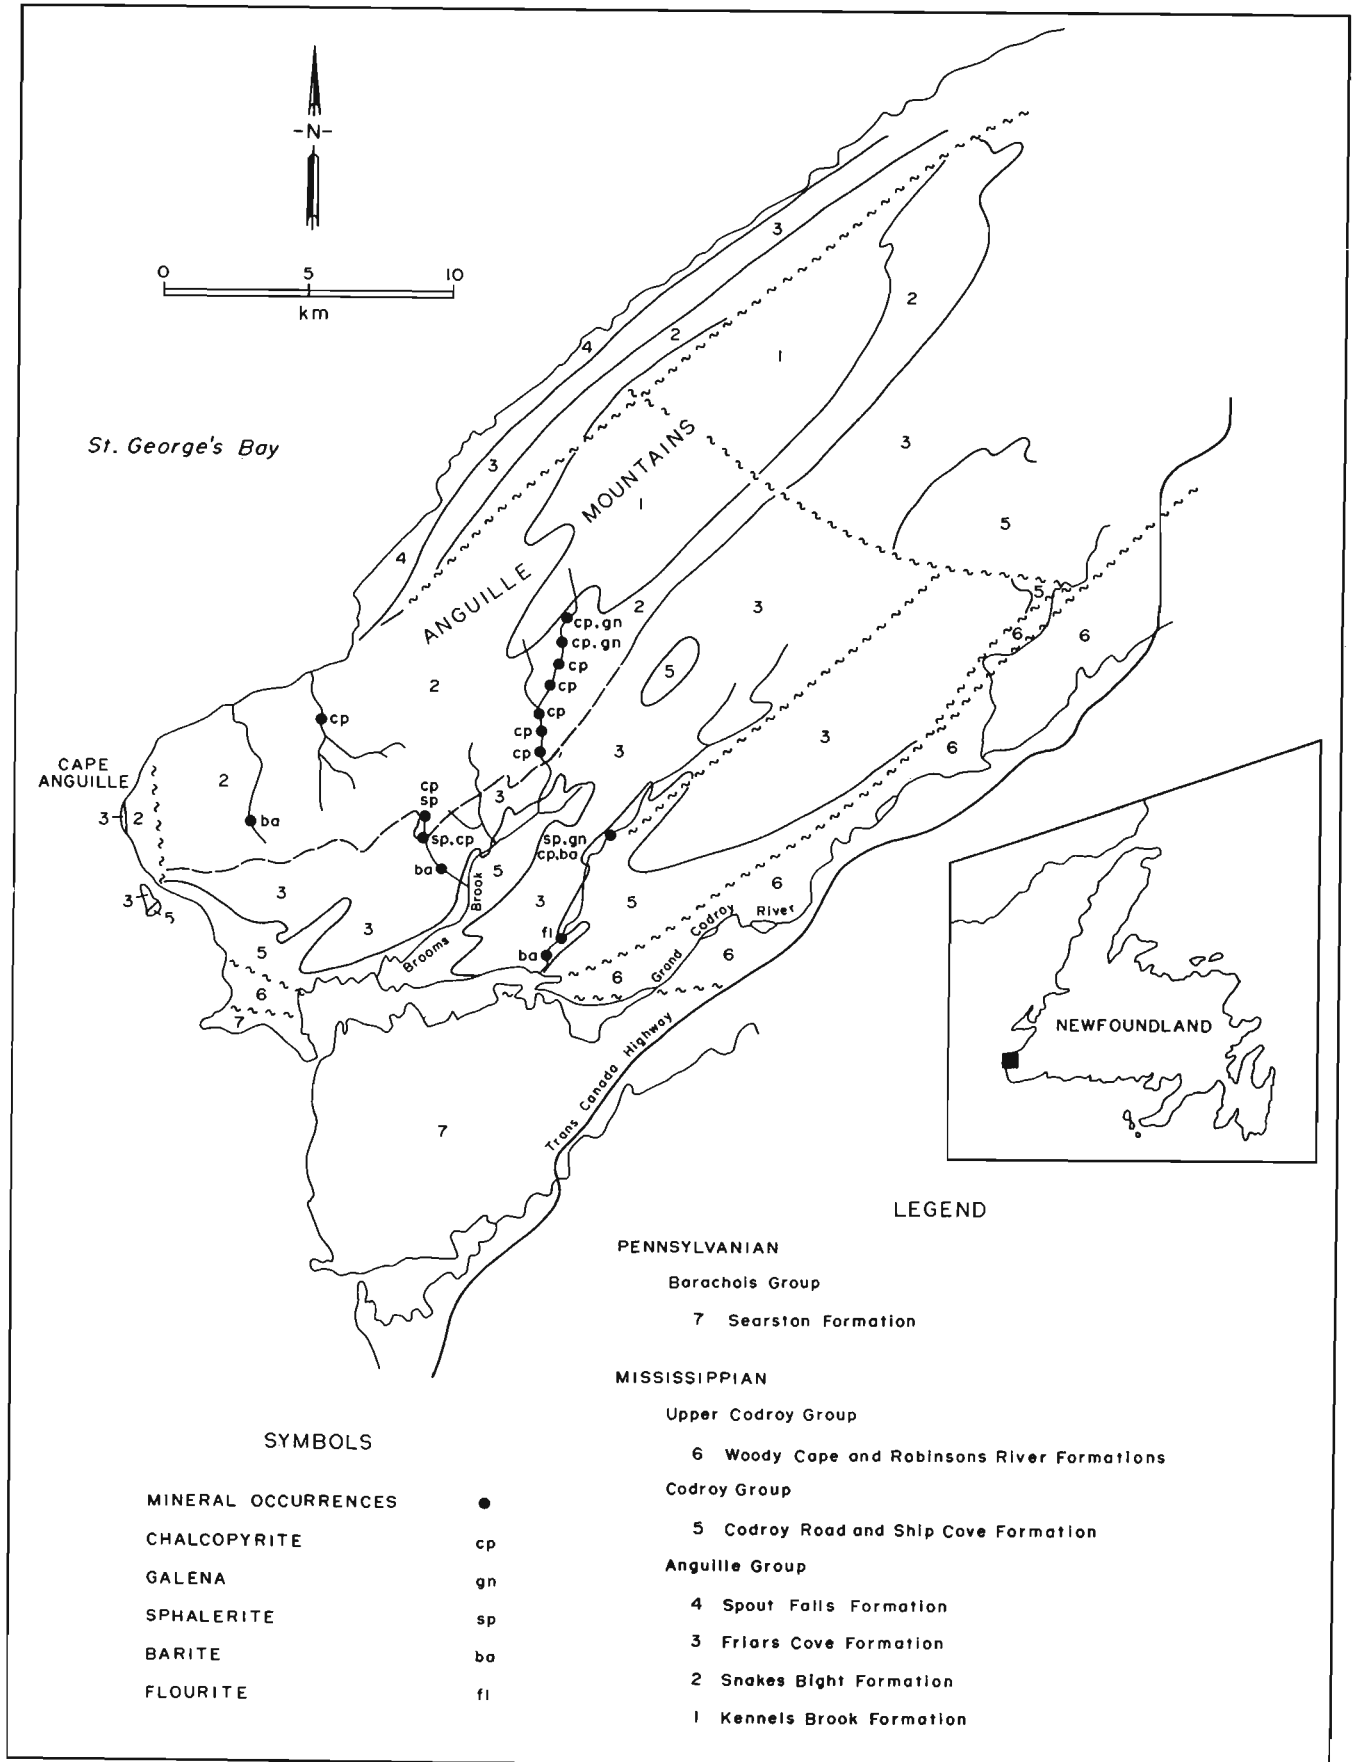 -N-
0 5 10
km
3
2
4
1
2
St. George's Bay
3
3
MOUNTAINS
1
5
4
ANGUILLE
5
2
3
6
6
cp,gn
cp,gn
cp
5
cp
2
cp
cp
cp
cp
3
3
6
CAPE
ANGUILLE
2
3
cp
sp
3 2
ba
sp,cp
sp,gn
cp,ba
ba
5
3
3
5
3
Brook
3
5
6
River
Codroy
Grand
fl
3
Brooms
ba
5
6
6
6
7
Trans Canada Highway
7
NEWFOUNDLAND
LEGEND
PENNSYLVANIAN
Barachois Group
7 Searston Formation
MISSISSIPPIAN
Upper Codroy Group
6 Woody Cape and Robinsons River Formations
Codroy Group
5 Codroy Road and Ship Cove Formation
Anguille Group
4 Spout Falls Formation
3 Friars Cove Formation
2 Snakes Bight Formation
1 Kennels Brook Formation
SYMBOLS
MINERAL OCCURRENCES
CHALCOPYRITE cp
GALENA gn
SPHALERITE sp
BARITE ba
FLOURITE fl